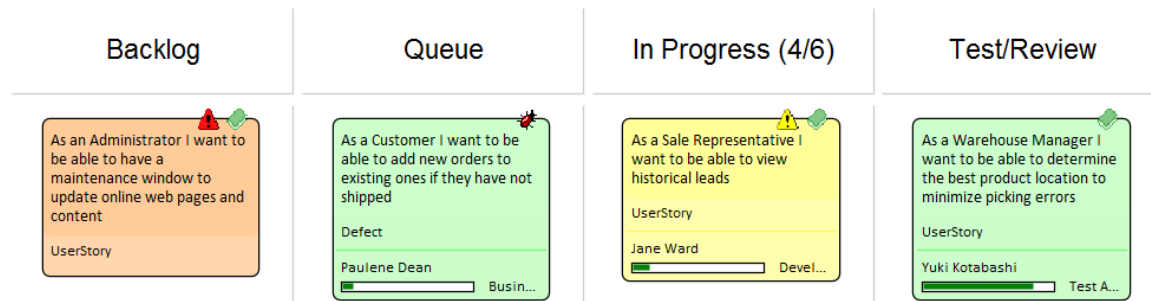 Backlog
Queue
In Progress (4/6)
Test/Review
As an Administrator I want to
be able to have a
maintenance window to
update online web pages and
content
UserStory
As a Customer I want to be
able to add new orders to
existing ones if they have not
shipped
Defect
Paulene Dean
Busin...
As a Sale Representative I
want to be able to view
historical leads
UserStory
Jane Ward
Devel...
As a Warehouse Manager I
want to be able to determine
the best product location to
minimize picking errors
UserStory
Yuki Kotabashi
Test A...